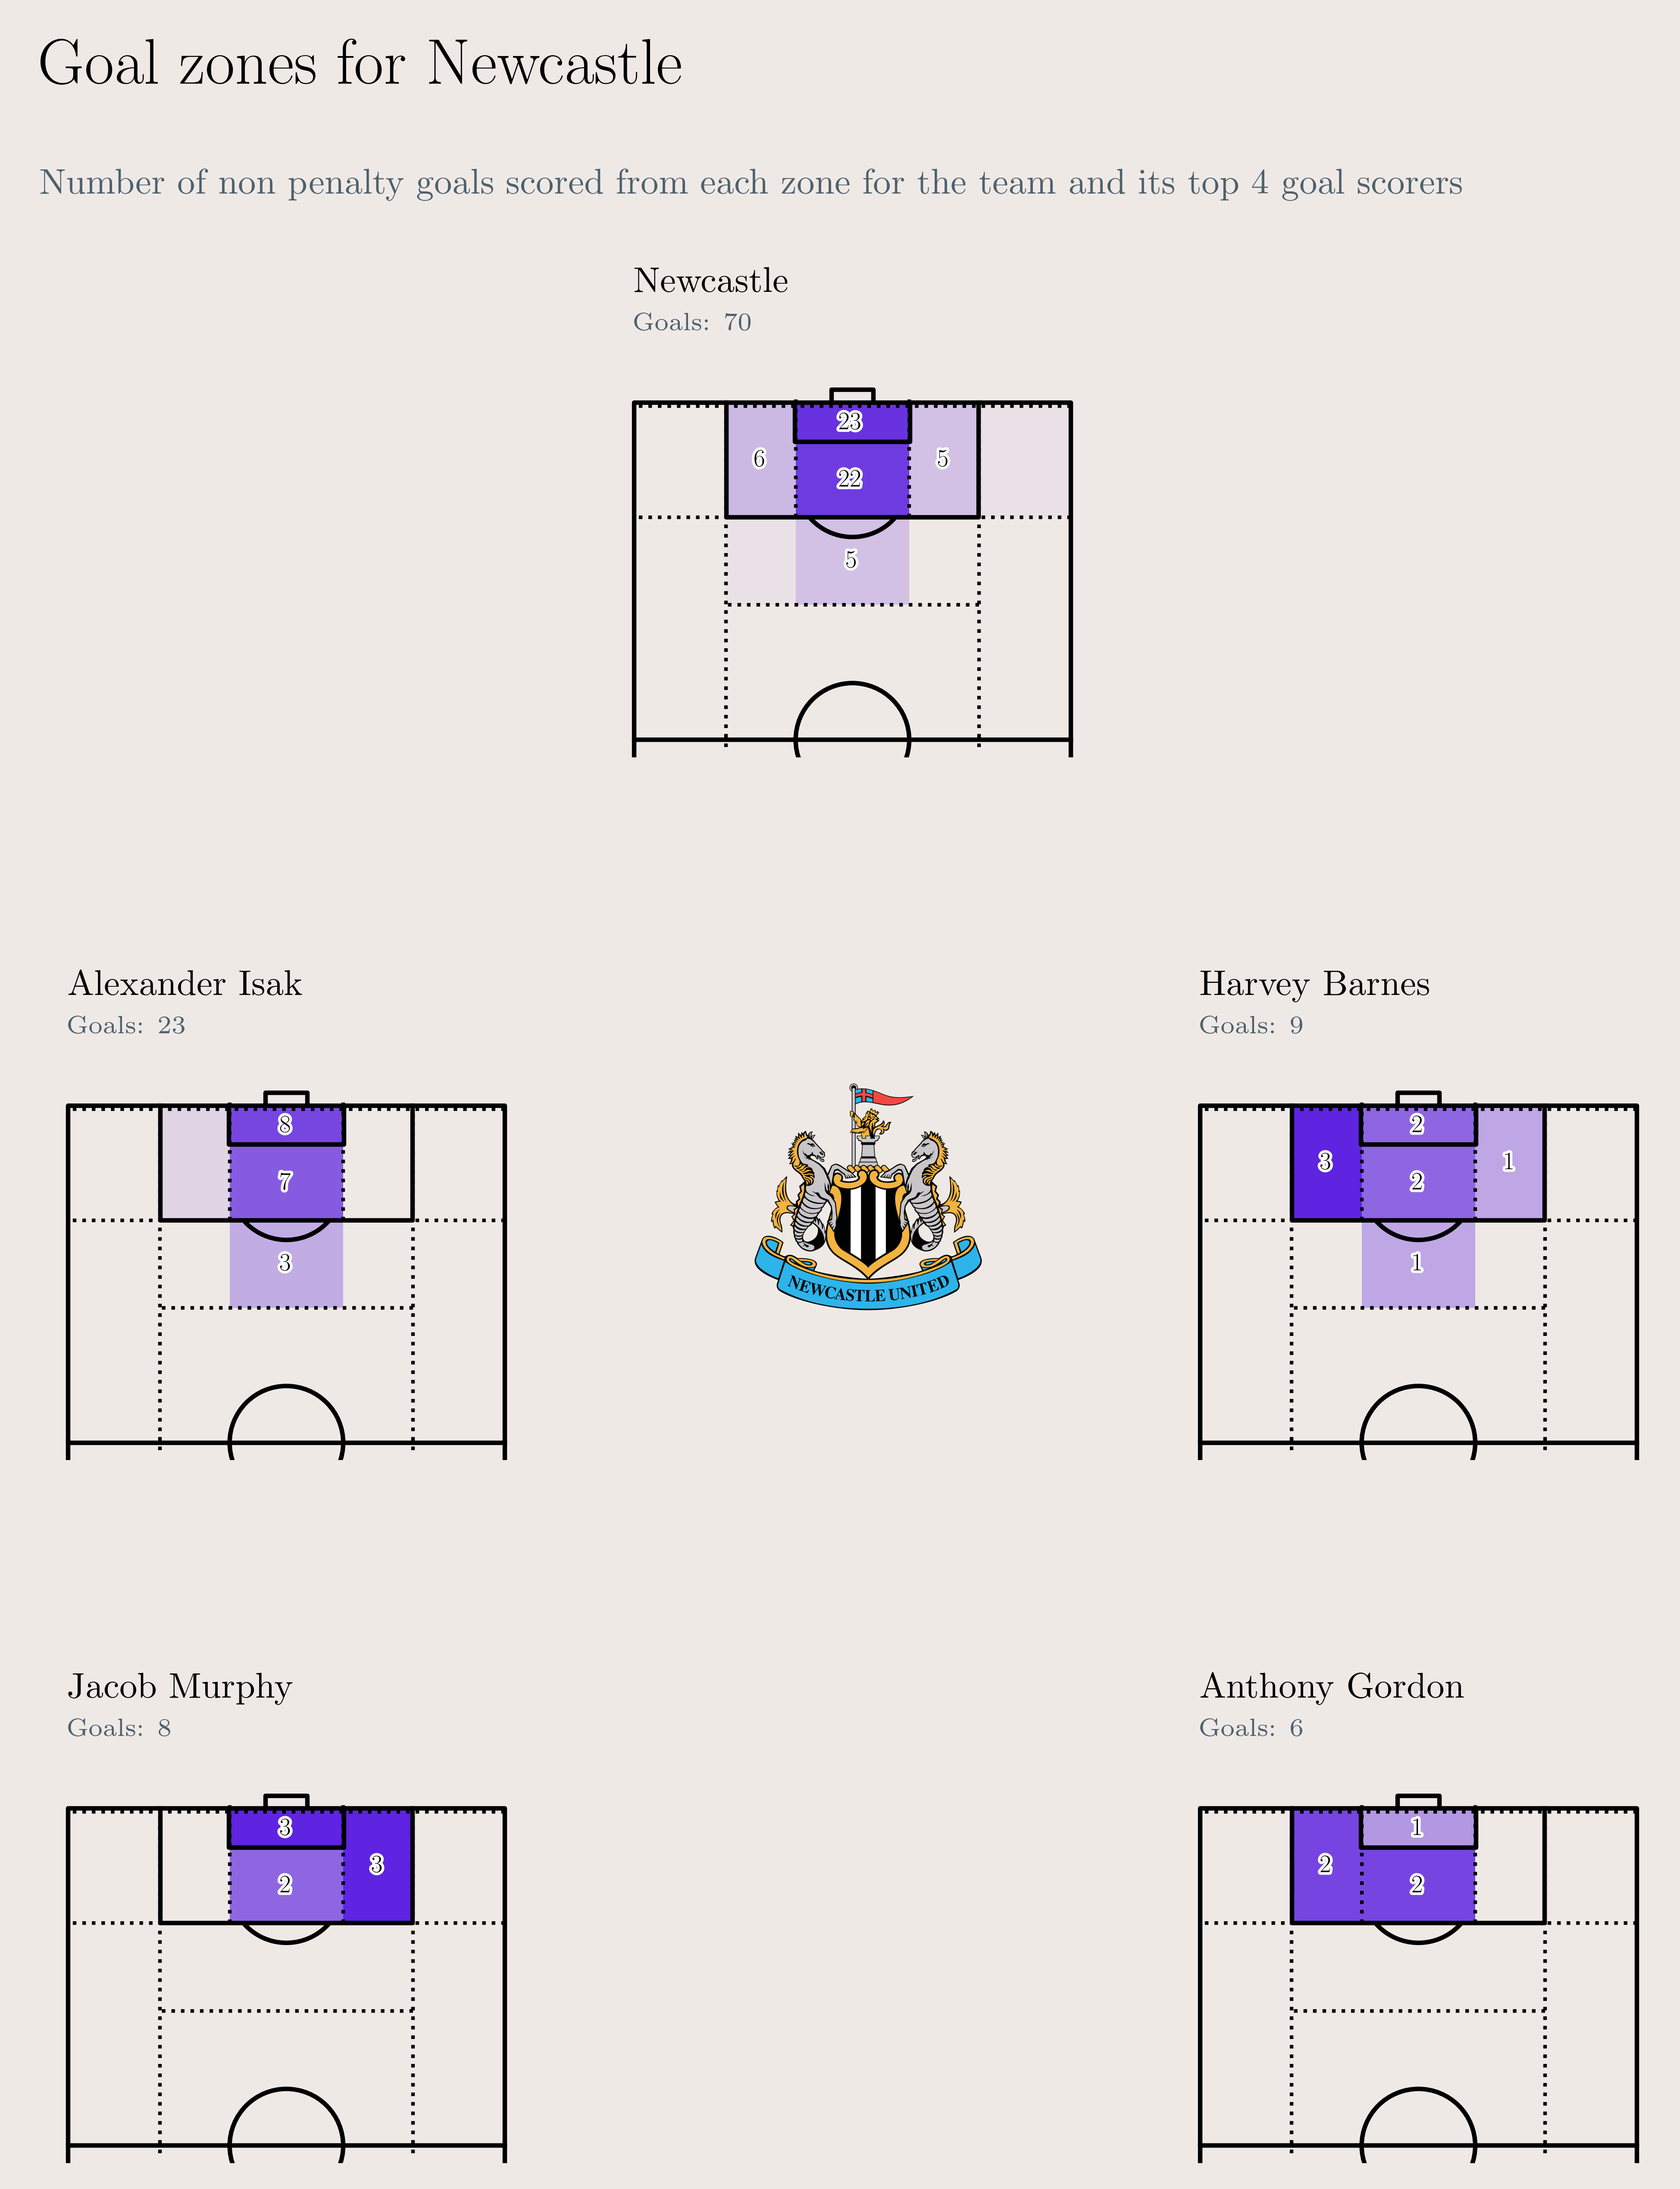 Goal zones for Newcastle
Number of non penalty goals scored from each zone for the team and its top 4 goal scorers
Newcastle
Goals: 70
23
6
5
22
5
Alexander Isak
Goals: 23
8
7
3
Harvey Barnes
Goals: 9
2
3
1
2
1
NEWCASTLE UNITED
Jacob Murphy
Goals: 8
3
3
2
Anthony Gordon
Goals: 6
1
2
2